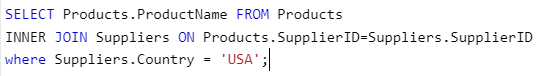 SELECT Products.ProductName FROM Products
INNER JOIN Suppliers ON Products.SupplierID=Suppliers.SupplierID
where Suppliers.Country = 'USA';